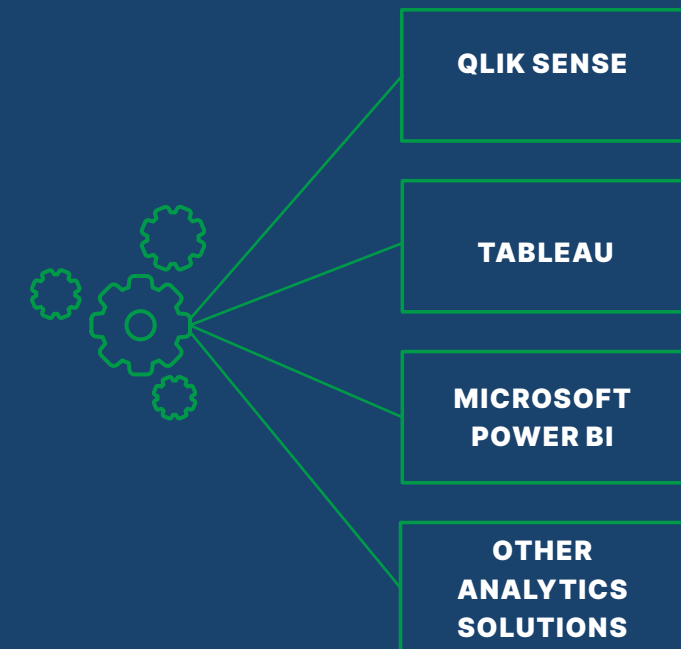 QLIK SENSE
TABLEAU
MICROSOFT
POWER BI
OTHER
ANALYTICS
SOLUTIONS